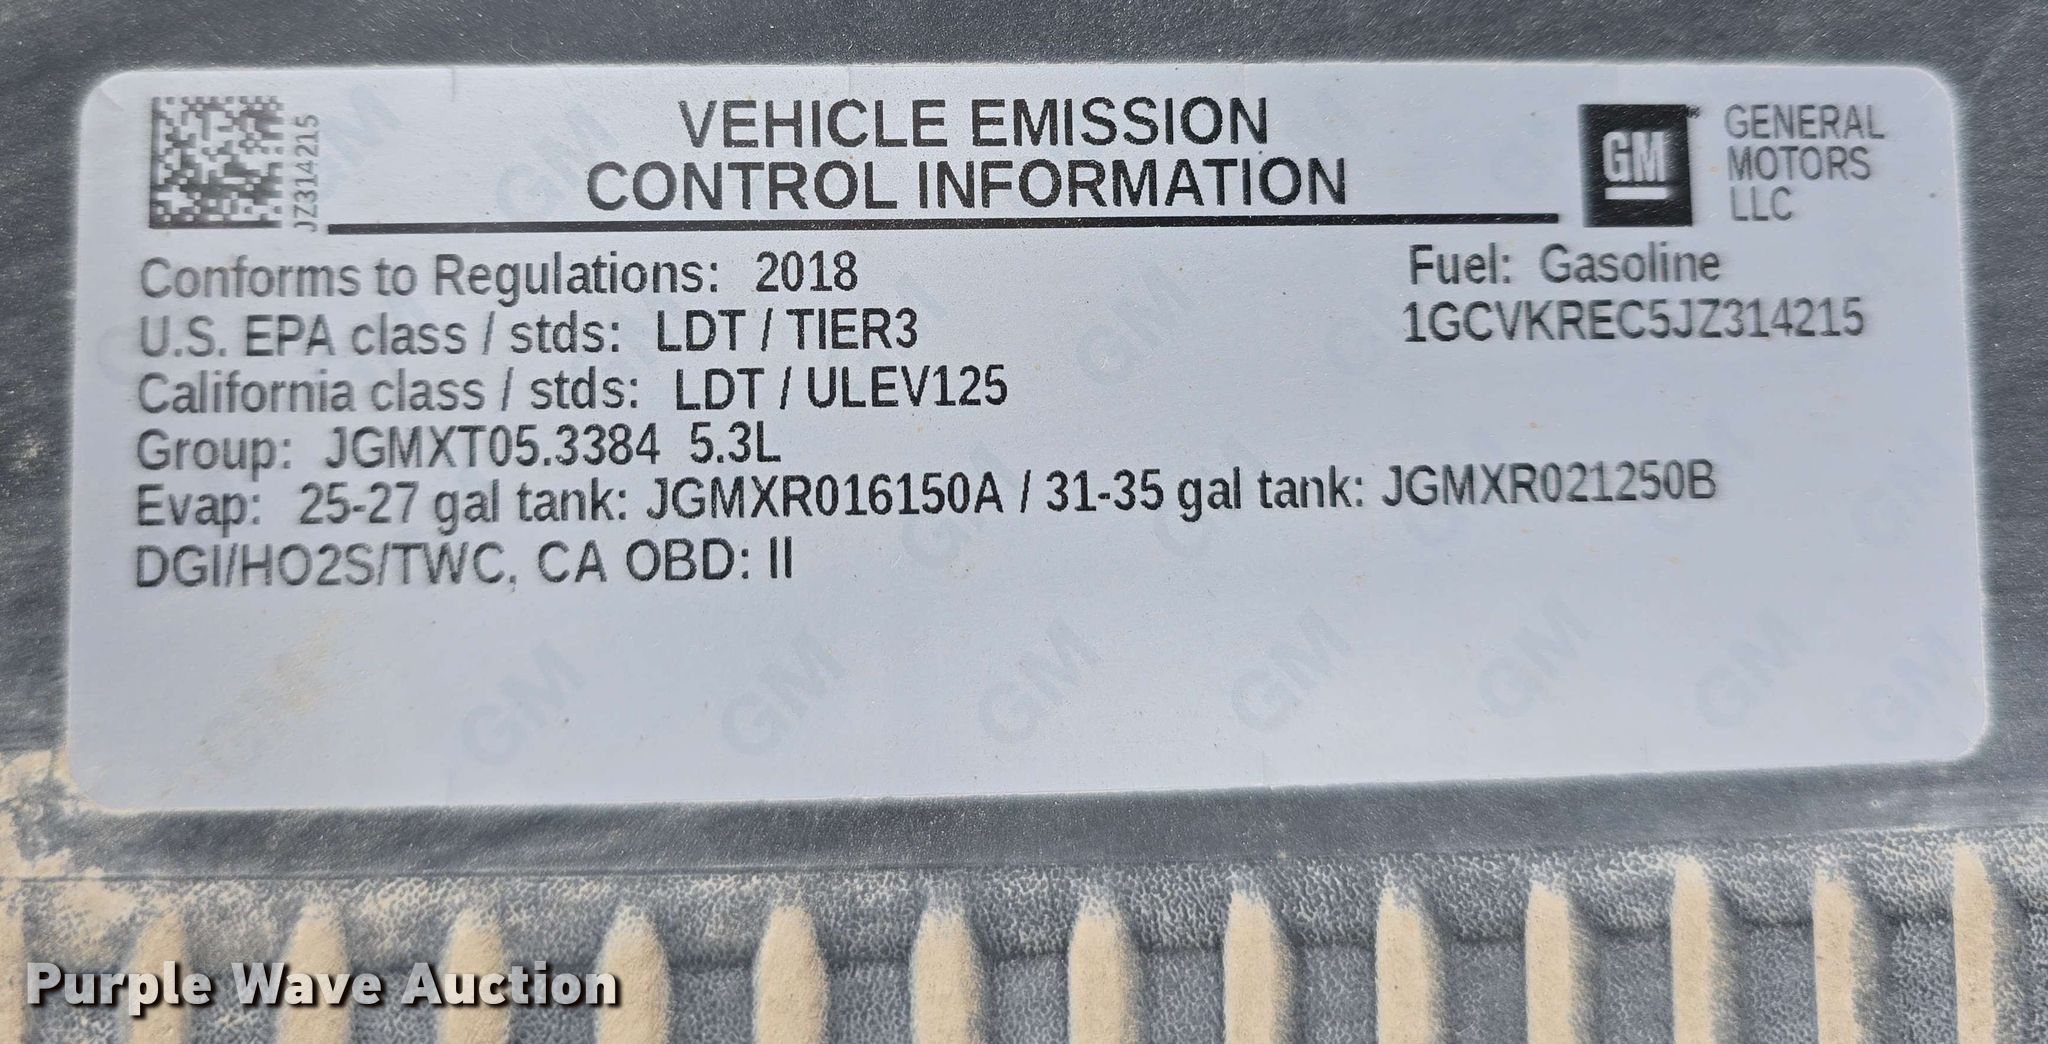 JZ314215
VEHICLE EMISSION
CONTROL INFORMATION
GM
GENERAL
MOTORS
LLC
Conforms to Regulations: 2018
Fuel: Gasoline
U.S. EPA class / stds: LDT / TIER3
1GCVKREC5JZ314215
California class / stds: LDT / ULEV125
Group: JGMXT05.3384 5.3L
Evap: 25-27 gal tank: JGMXR016150A / 31-35 gal tank: JGMXR021250B
DGI/HO2S/TWC, CA OBD: II
Purple Wave Auction